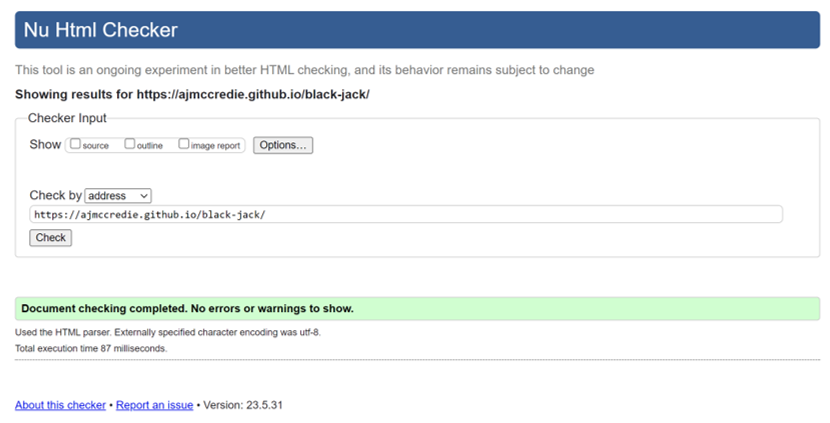 Nu Html Checker
This tool is an ongoing experiment in better HTML checking, and its behavior remains subject to change
Showing results for https://ajmccredie.github.io/black-jack/
Checker Input
Show source outline image report Options...
Check by address
https://ajmccredie.github.io/black-jack/
Check
Document checking completed. No errors or warnings to show.
Used the HTML parser. Externally specified character encoding was utf-8.
Total execution time 87 milliseconds.
About this checker • Report an issue • Version: 23.5.31